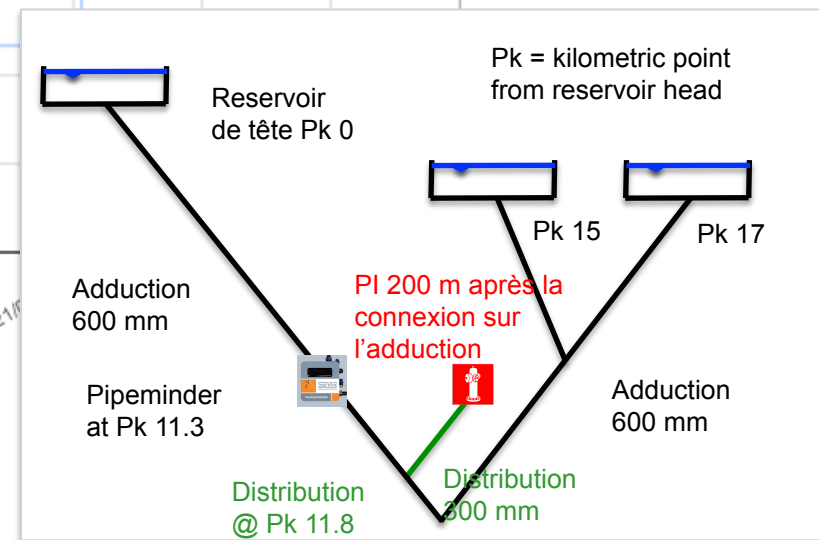 Pk = kilometric point
from reservoir head
Reservoir
de tête Pk 0
Pk 15
Pk 17
Adduction
600 mm
PI 200 m après la
connexion sur
l'adduction
Pipeminder
at Pk 11.3
Adduction
600 mm
Distribution
@ Pk 11.8
Distribution
300 mm